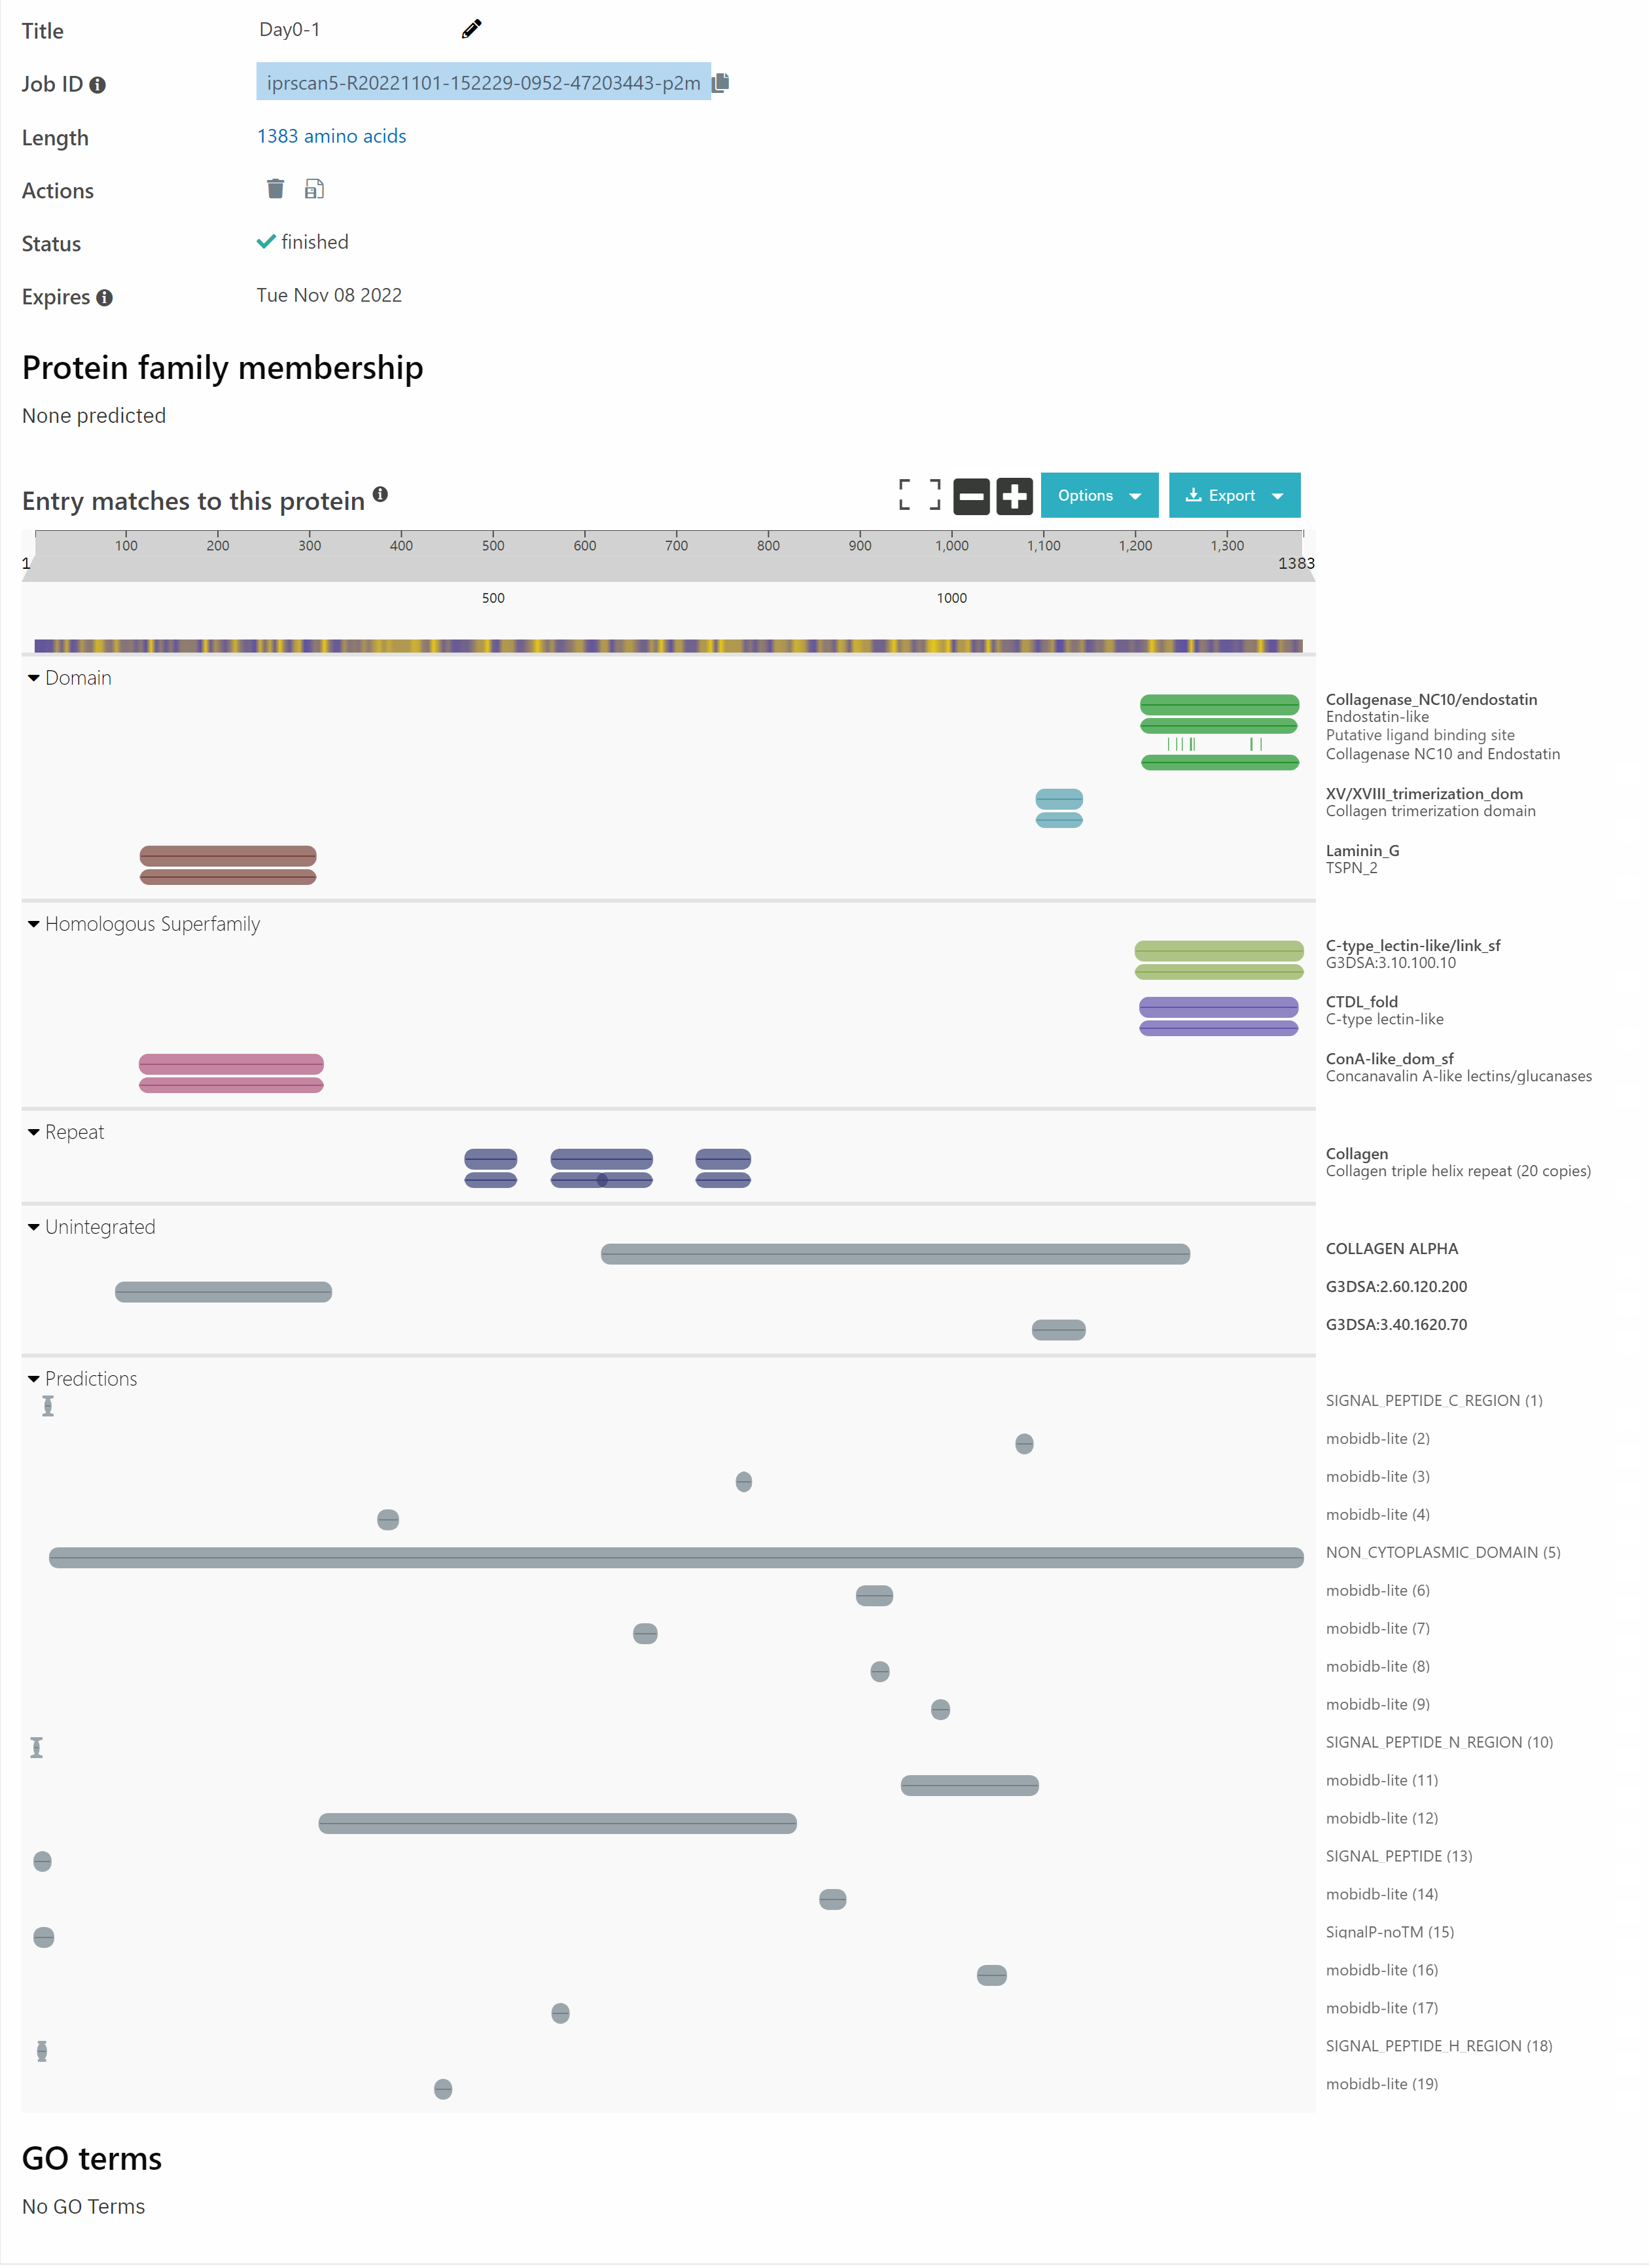 Title Day0-1
Job ID iprscan5-R20221101-152229-0952-47203443-p2m
Length 1383 amino acids
Actions
Status finished
Expires Tue Nov 08 2022
Protein family membership
None predicted
Entry matches to this protein
Options Export
100 200 300 400 500 600 700 800 900 1,000 1,100 1,200 1,300
1 1383
500 1000
Domain
Collagenase_NC10/endostatin
Endostatin-like
Putative ligand binding site
Collagenase NC10 and Endostatin
XV/XVIII_trimerization_dom
Collagen trimerization domain
Laminin_G
TSPN_2
Homologous Superfamily
C-type_lectin-like/link_sf
G3DSA:3.10.100.10
CTDL_fold
C-type lectin-like
ConA-like_dom_sf
Concanavalin A-like lectins/glucanases
Repeat
Collagen
Collagen triple helix repeat (20 copies)
Unintegrated
COLLAGEN ALPHA
G3DSA:2.60.120.200
G3DSA:3.40.1620.70
Predictions
SIGNAL_PEPTIDE_C_REGION (1)
mobidb-lite (2)
mobidb-lite (3)
mobidb-lite (4)
NON_CYTOPLASMIC_DOMAIN (5)
mobidb-lite (6)
mobidb-lite (7)
mobidb-lite (8)
mobidb-lite (9)
SIGNAL_PEPTIDE_N_REGION (10)
mobidb-lite (11)
mobidb-lite (12)
SIGNAL_PEPTIDE (13)
mobidb-lite (14)
SignalP-noTM (15)
mobidb-lite (16)
mobidb-lite (17)
SIGNAL_PEPTIDE_H_REGION (18)
mobidb-lite (19)
GO terms
No GO Terms